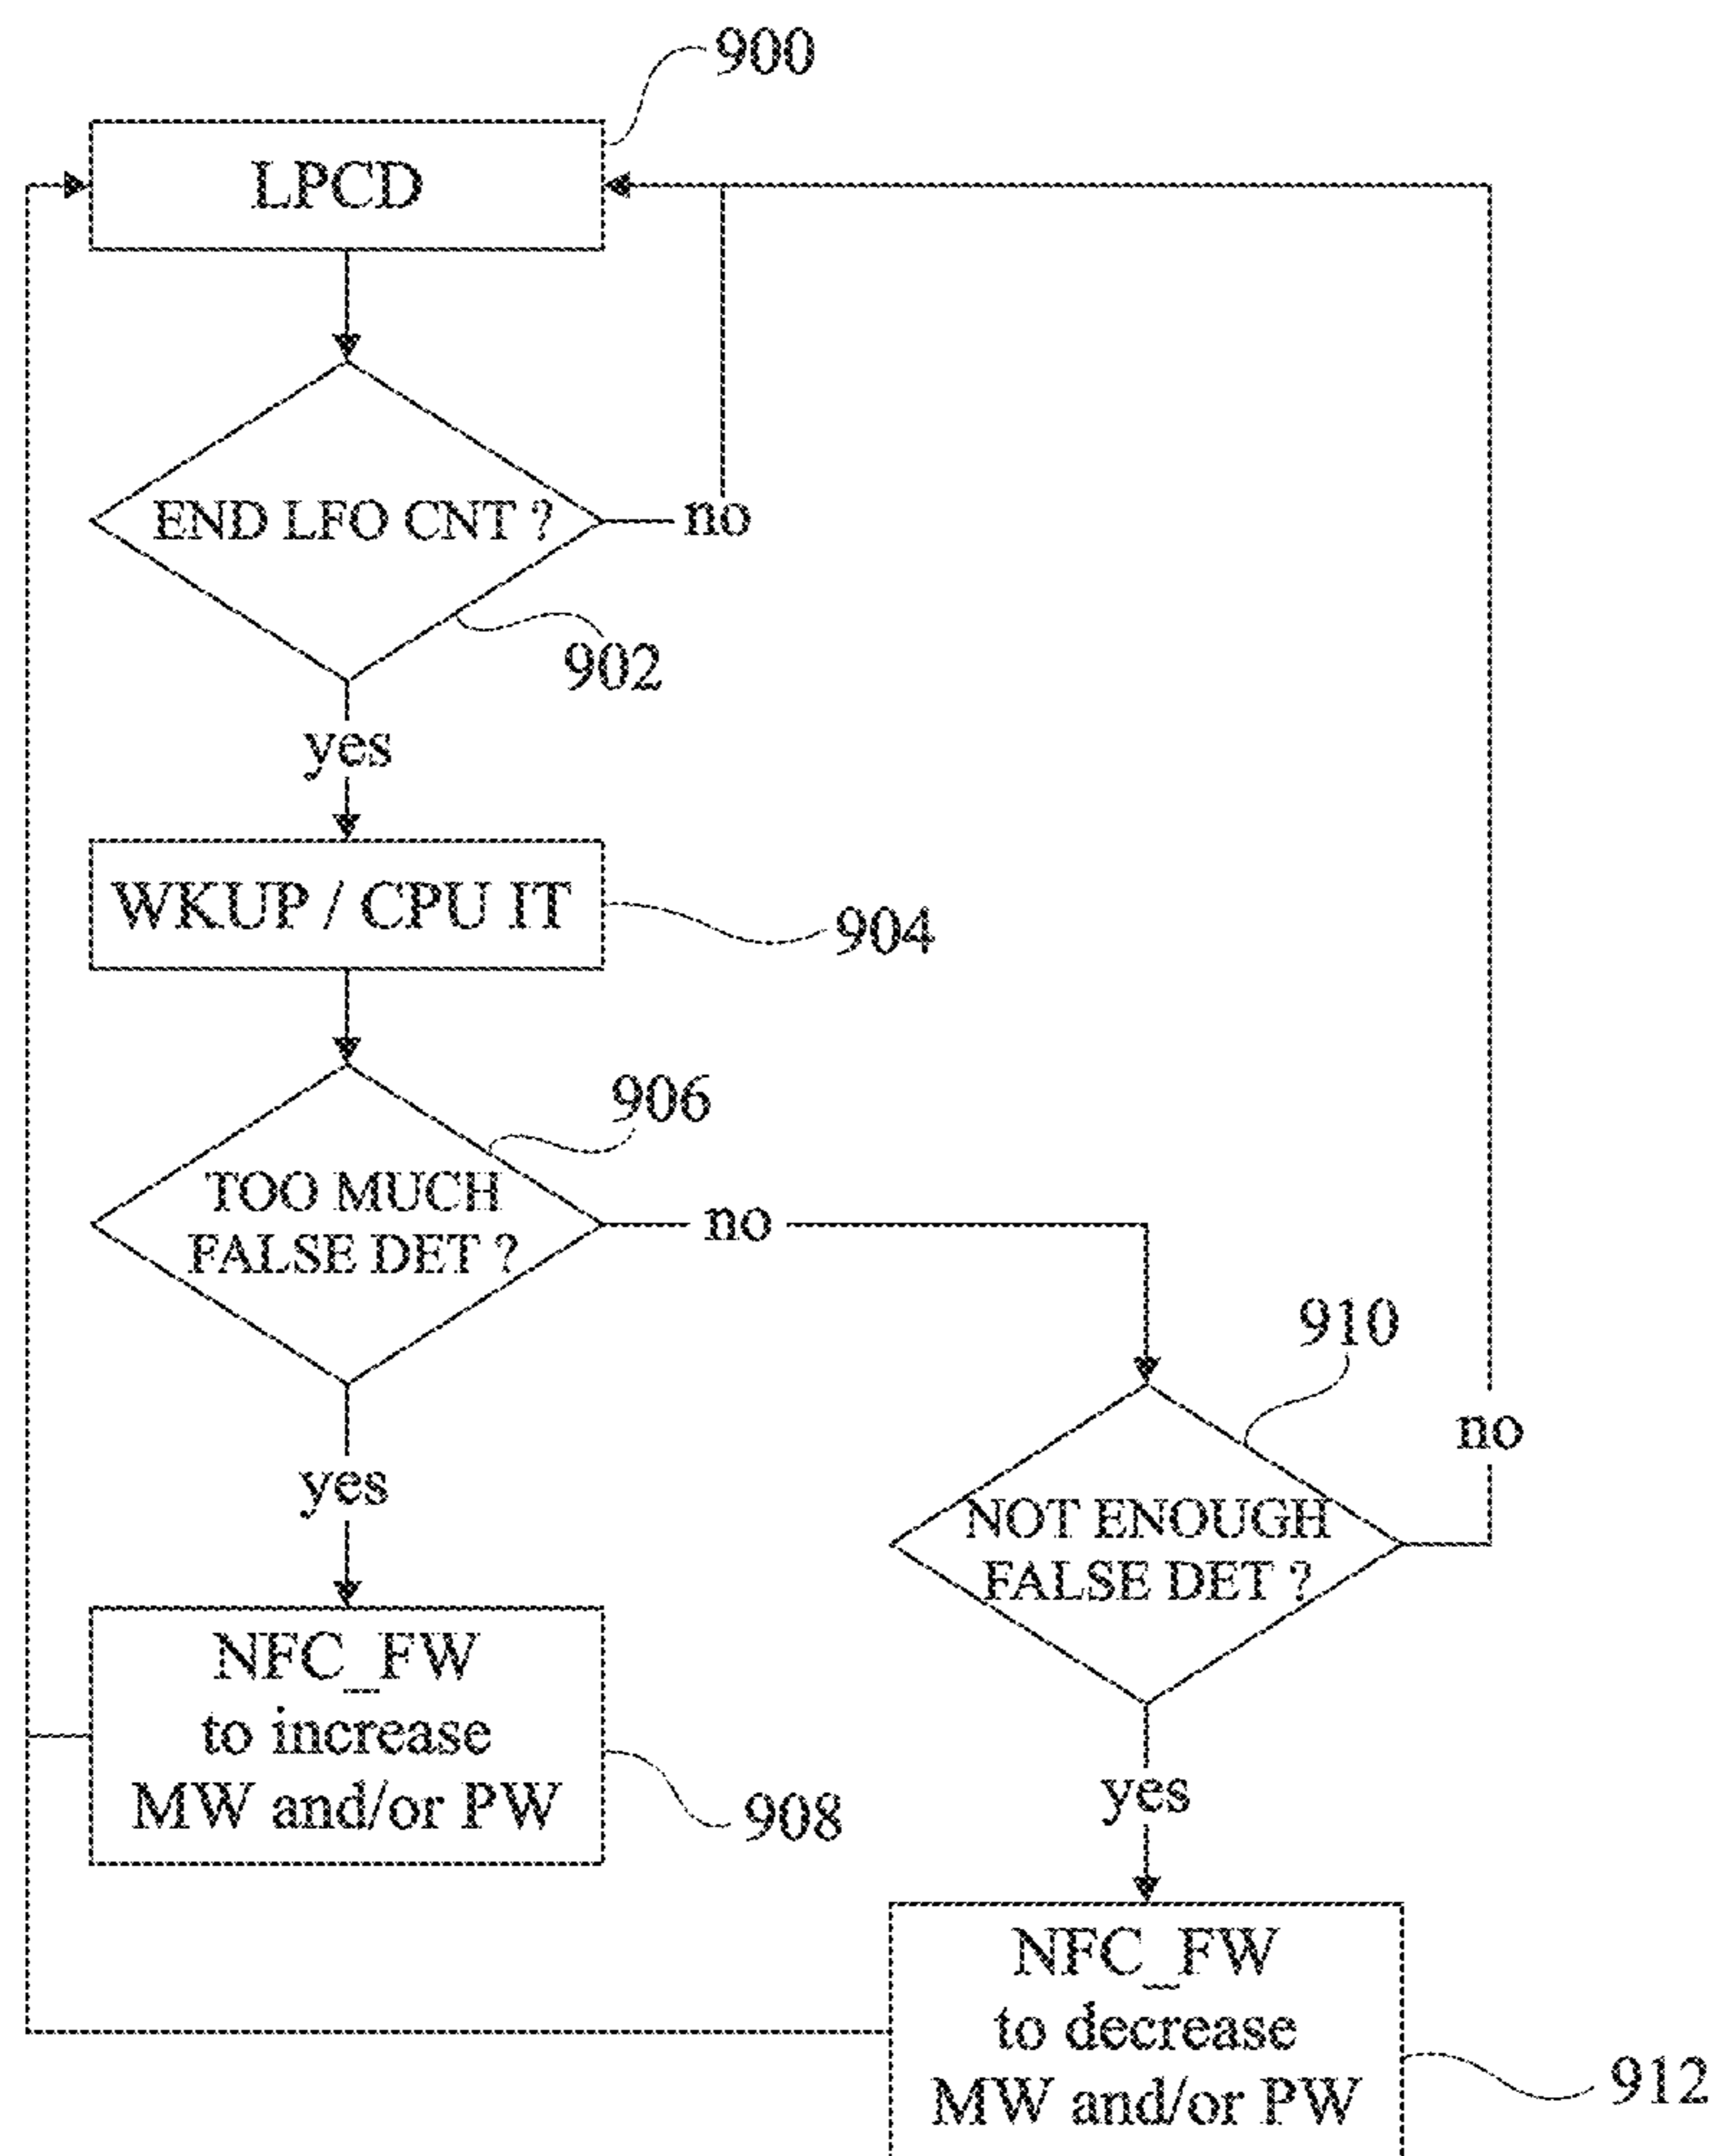 900
LPCD
END LFO CNT ?
no
902
yes
WKUP / CPU IT
904
906
TOO MUCH
FALSE DET ?
no
910
no
NOT ENOUGH
FALSE DET ?
yes
NFC_FW
to increase
MW and/or PW
908
yes
NFC_FW
to decrease
MW and/or PW
912